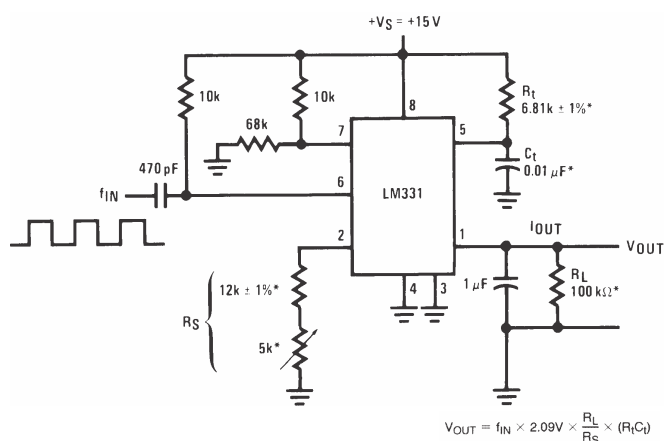 +VS = +15 V
10k
10k
Rt
6.81k ± 1%*
8
68k
7
5
Ct
0.01 μF*
470 pF
fIN
6
LM331
2
1
IOUT
VOUT
RS
12k ± 1%*
4
3
1 μF
RL
100 kΩ*
5k*
VOUT = fIN × 2.09V × RL/RS × (RtCt)